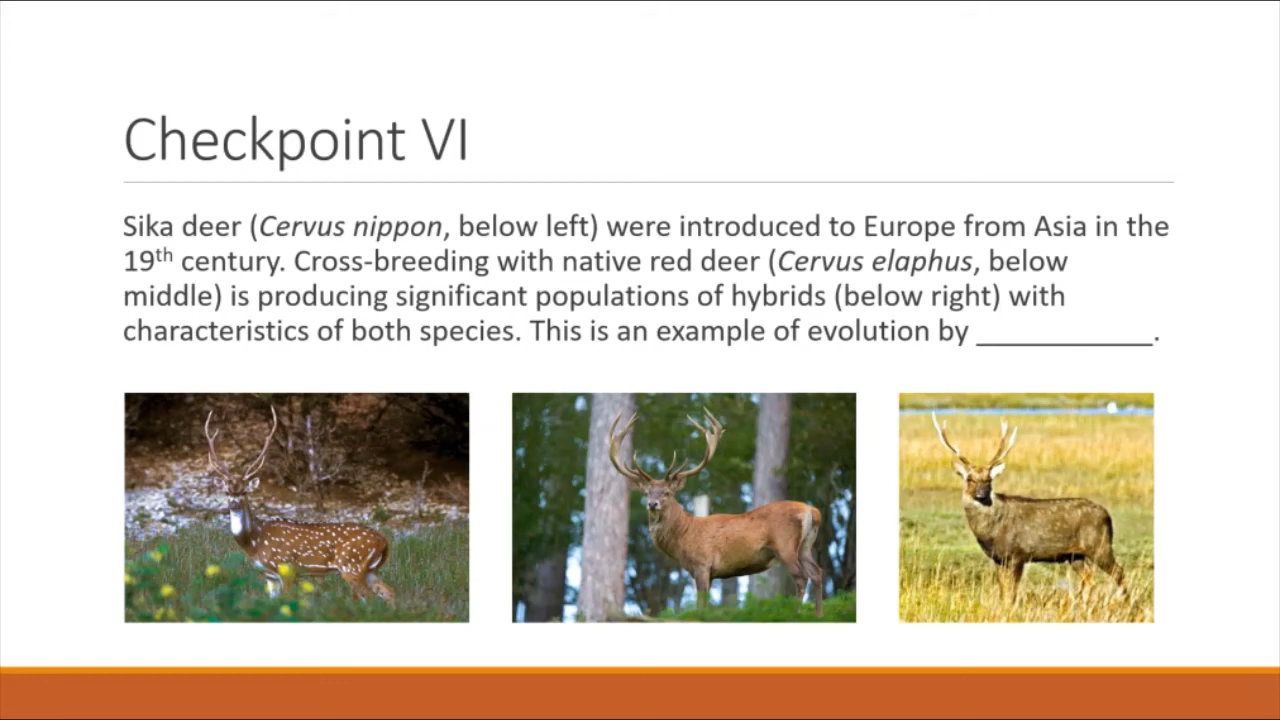 Checkpoint VI
Sika deer (Cervus nippon, below left) were introduced to Europe from Asia in the
19th century. Cross-breeding with native red deer (Cervus elaphus, below
middle) is producing significant populations of hybrids (below right) with
characteristics of both species. This is an example of evolution by ____________.